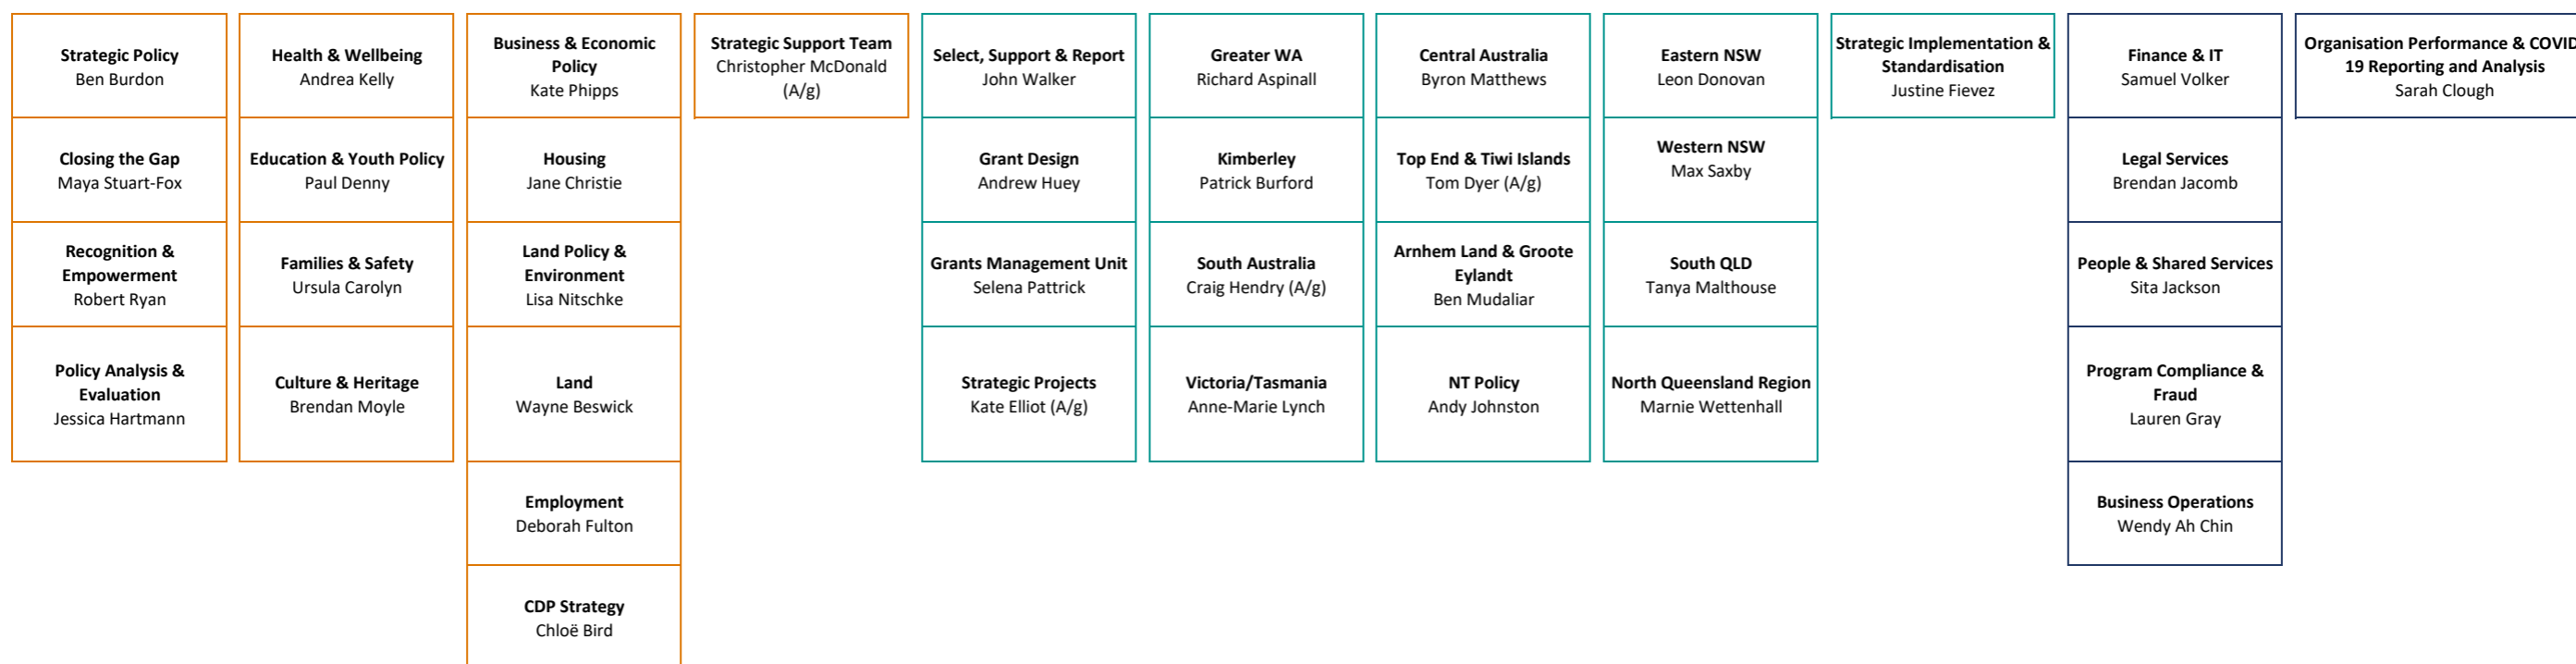 Strategic Policy
Ben Burdon
Closing the Gap
Maya Stuart-Fox
Recognition &
Empowerment
Robert Ryan
Policy Analysis &
Evaluation
Jessica Hartmann
Health & Wellbeing
Andrea Kelly
Education & Youth Policy
Paul Denny
Families & Safety
Ursula Carolyn
Culture & Heritage
Brendan Moyle
Business & Economic
Policy
Kate Phipps
Housing
Jane Christie
Land Policy &
Environment
Lisa Nitschke
Land
Wayne Beswick
Employment
Deborah Fulton
CDP Strategy
Chloë Bird
Strategic Support Team
Christopher McDonald
(A/g)
Select, Support & Report
John Walker
Grant Design
Andrew Huey
Grants Management Unit
Selena Pattrick
Strategic Projects
Kate Elliot (A/g)
Greater WA
Richard Aspinall
Kimberley
Patrick Burford
South Australia
Craig Hendry (A/g)
Victoria/Tasmania
Anne-Marie Lynch
Central Australia
Byron Matthews
Top End & Tiwi Islands
Tom Dyer (A/g)
Arnhem Land & Groote
Eylandt
Ben Mudaliar
NT Policy
Andy Johnston
Eastern NSW
Leon Donovan
Western NSW
Max Saxby
South QLD
Tanya Malthouse
North Queensland Region
Marnie Wettenhall
Strategic Implementation &
Standardisation
Justine Fievez
Finance & IT
Samuel Volker
Legal Services
Brendan Jacomb
People & Shared Services
Sita Jackson
Program Compliance &
Fraud
Lauren Gray
Business Operations
Wendy Ah Chin
Organisation Performance & COVID
19 Reporting and Analysis
Sarah Clough